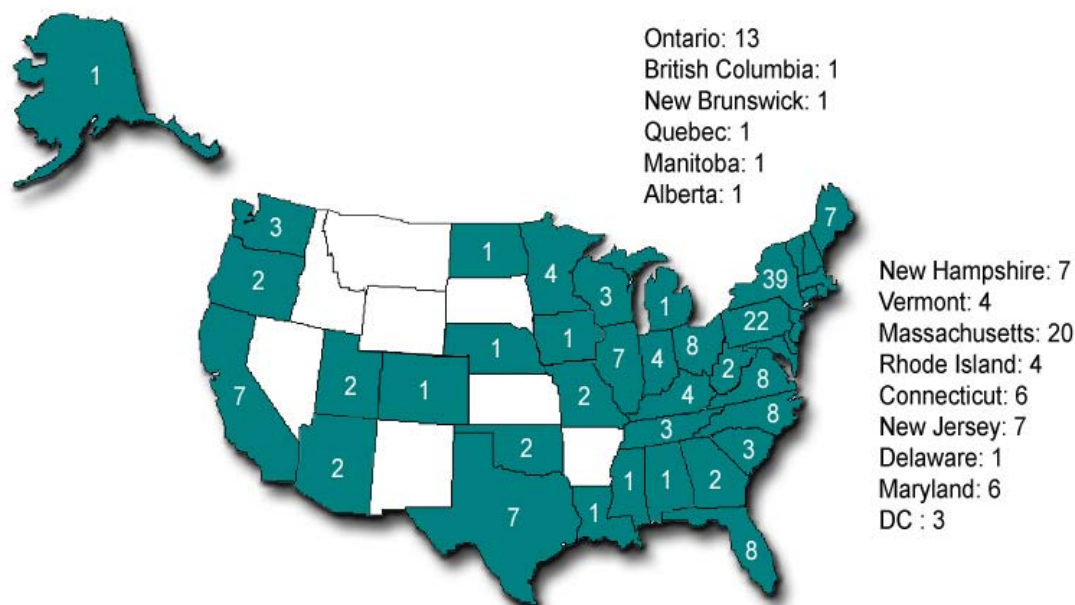 1
Ontario: 13
British Columbia: 1
New Brunswick: 1
Quebec: 1
Manitoba: 1
Alberta: 1
7
3
1
4
2
3
39
1
22
1
1
7
4
8
2
7
2
1
2
4
8
8
3
2
2
3
7
1
1
1
2
8
New Hampshire: 7
Vermont: 4
Massachusetts: 20
Rhode Island: 4
Connecticut: 6
New Jersey: 7
Delaware: 1
Maryland: 6
DC : 3